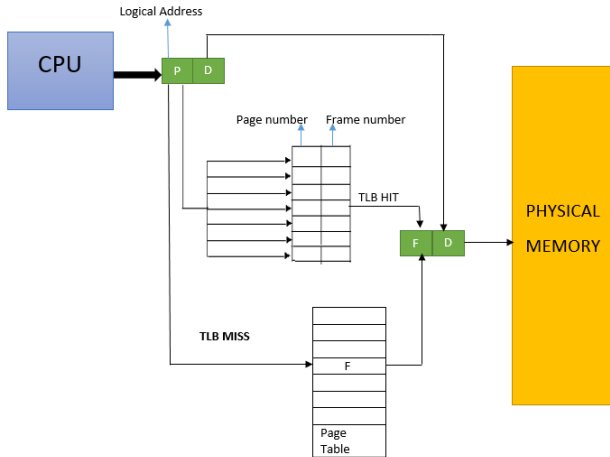 Logical Address
CPU
P D
Page number Frame number
TLB HIT
PHYSICAL
MEMORY
F D
TLB MISS
F
Page
Table